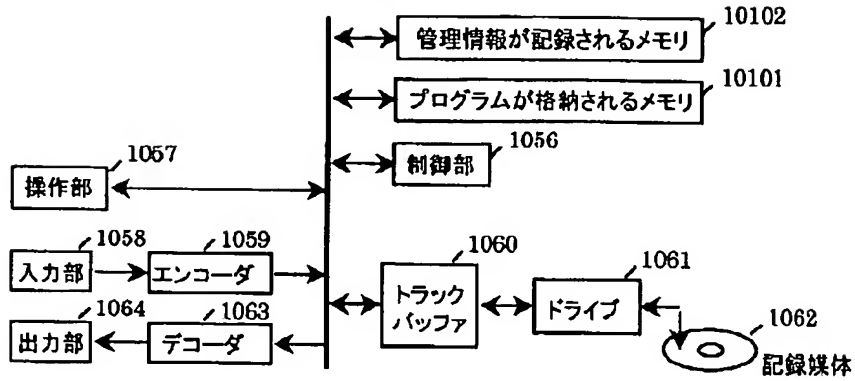 10102
管理情報が記録されるメモリ
10101
プログラムが格納されるメモリ
1056
制御部
1057
操作部
1058
入力部
1059
エンコーダ
1064
出力部
1063
デコーダ
1060
トラック
バッファ
1061
ドライブ
1062
記録媒体